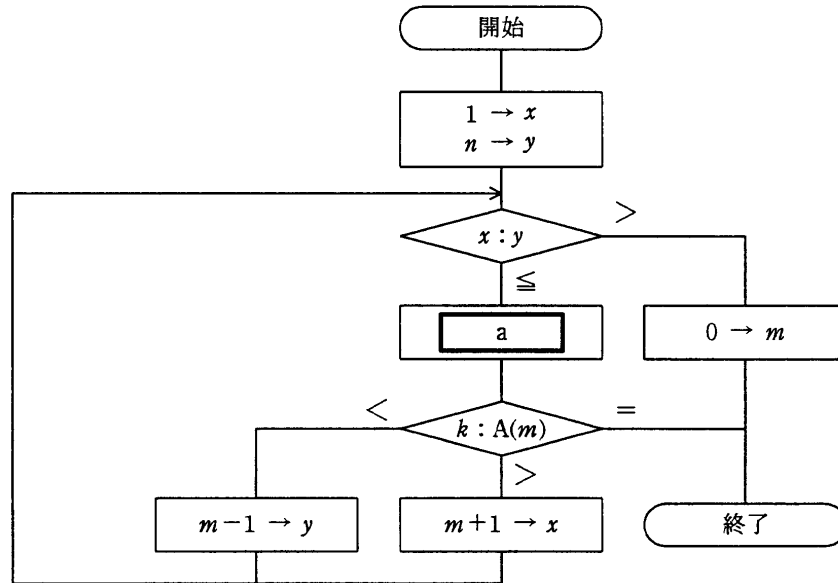 開始
1 → x
n → y
x : y
>
≦
a
0 → m
<
k : A(m)
=
>
m−1 → y
m+1 → x
終了